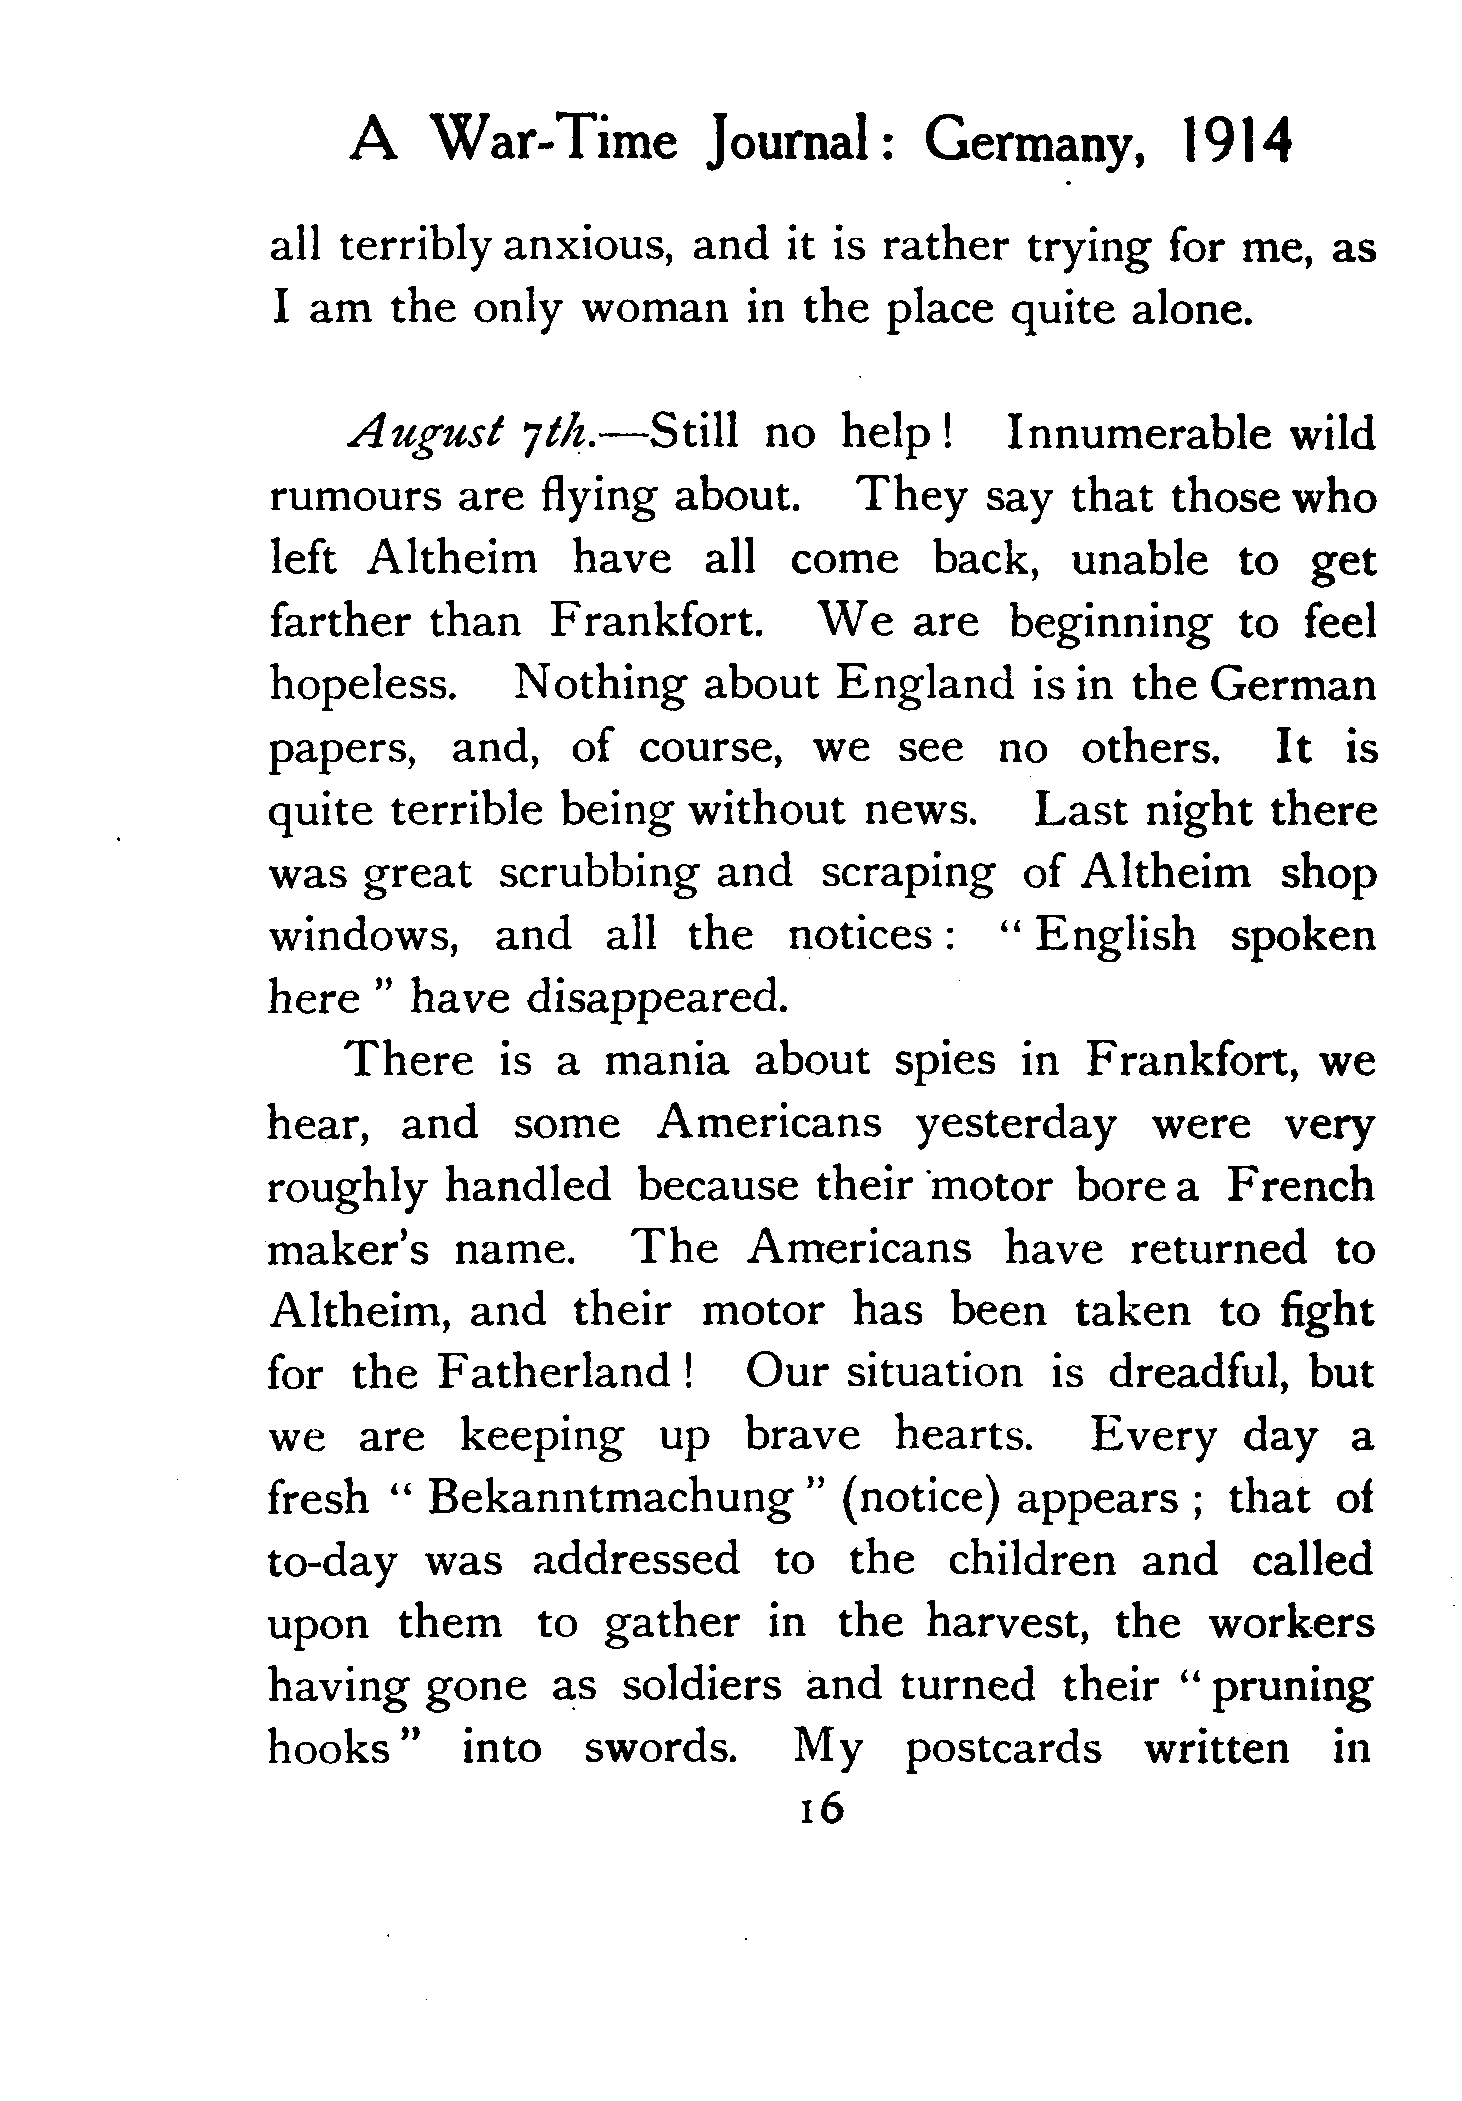 A War-Time Journal: Germany, 1914
all terribly anxious, and it is rather trying for me, as
I am the only woman in the place quite alone.
August 7th.—Still no help! Innumerable wild
rumours are flying about. They say that those who
left Altheim have all come back, unable to get
farther than Frankfort. We are beginning to feel
hopeless. Nothing about England is in the German
papers, and, of course, we see no others. It is
quite terrible being without news. Last night there
was great scrubbing and scraping of Altheim shop
windows, and all the notices: "English spoken
here" have disappeared.
There is a mania about spies in Frankfort, we
hear, and some Americans yesterday were very
roughly handled because their motor bore a French
maker's name. The Americans have returned to
Altheim, and their motor has been taken to fight
for the Fatherland! Our situation is dreadful, but
we are keeping up brave hearts. Every day a
fresh "Bekanntmachung" (notice) appears; that of
to-day was addressed to the children and called
upon them to gather in the harvest, the workers
having gone as soldiers and turned their "pruning
hooks" into swords. My postcards written in
16